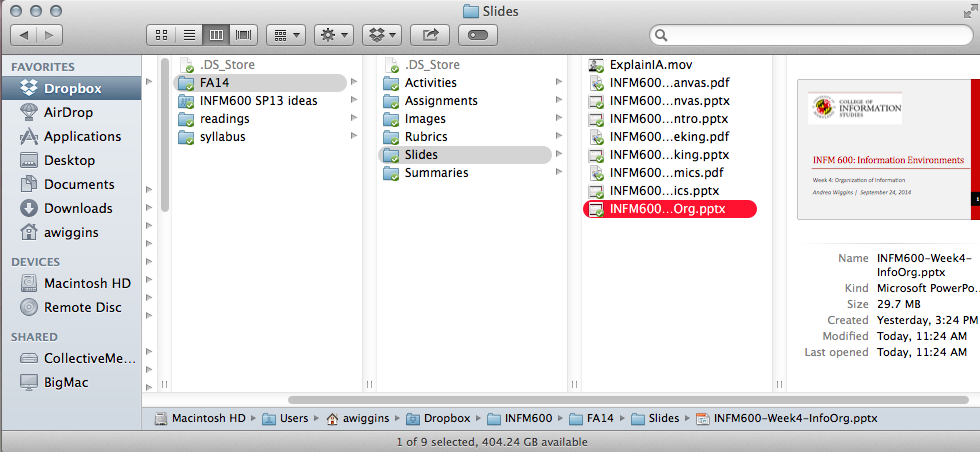 Slides
FAVORITES
Dropbox
AirDrop
Applications
Desktop
Documents
Downloads
awiggins
DEVICES
Macintosh HD
Remote Disc
SHARED
CollectiveMe...
BigMac
.DS_Store
FA14
INFM600 SP13 ideas
readings
syllabus
.DS_Store
Activities
Assignments
Images
Rubrics
Slides
Summaries
ExplainIA.mov
INFM600...anvas.pdf
INFM600...nvas.pptx
INFM600...ntro.pptx
INFM600...eking.pdf
INFM600...king.pptx
INFM600...mics.pdf
INFM600...ics.pptx
INFM600...Org.pptx
COLLEGE OF
INFORMATION
STUDIES
INFM 600: Information Environments
Week 4: Organization of Information
Andrea Wiggins | September 24, 2014
1
Name INFM600-Week4-
InfoOrg.pptx
Kind Microsoft PowerPo...
Size 29.7 MB
Created Yesterday, 3:24 PM
Modified Today, 11:24 AM
Last opened Today, 11:24 AM
Macintosh HD ▸ Users ▸ awiggins ▸ Dropbox ▸ INFM600 ▸ FA14 ▸ Slides ▸ INFM600-Week4-InfoOrg.pptx
1 of 9 selected, 404.24 GB available